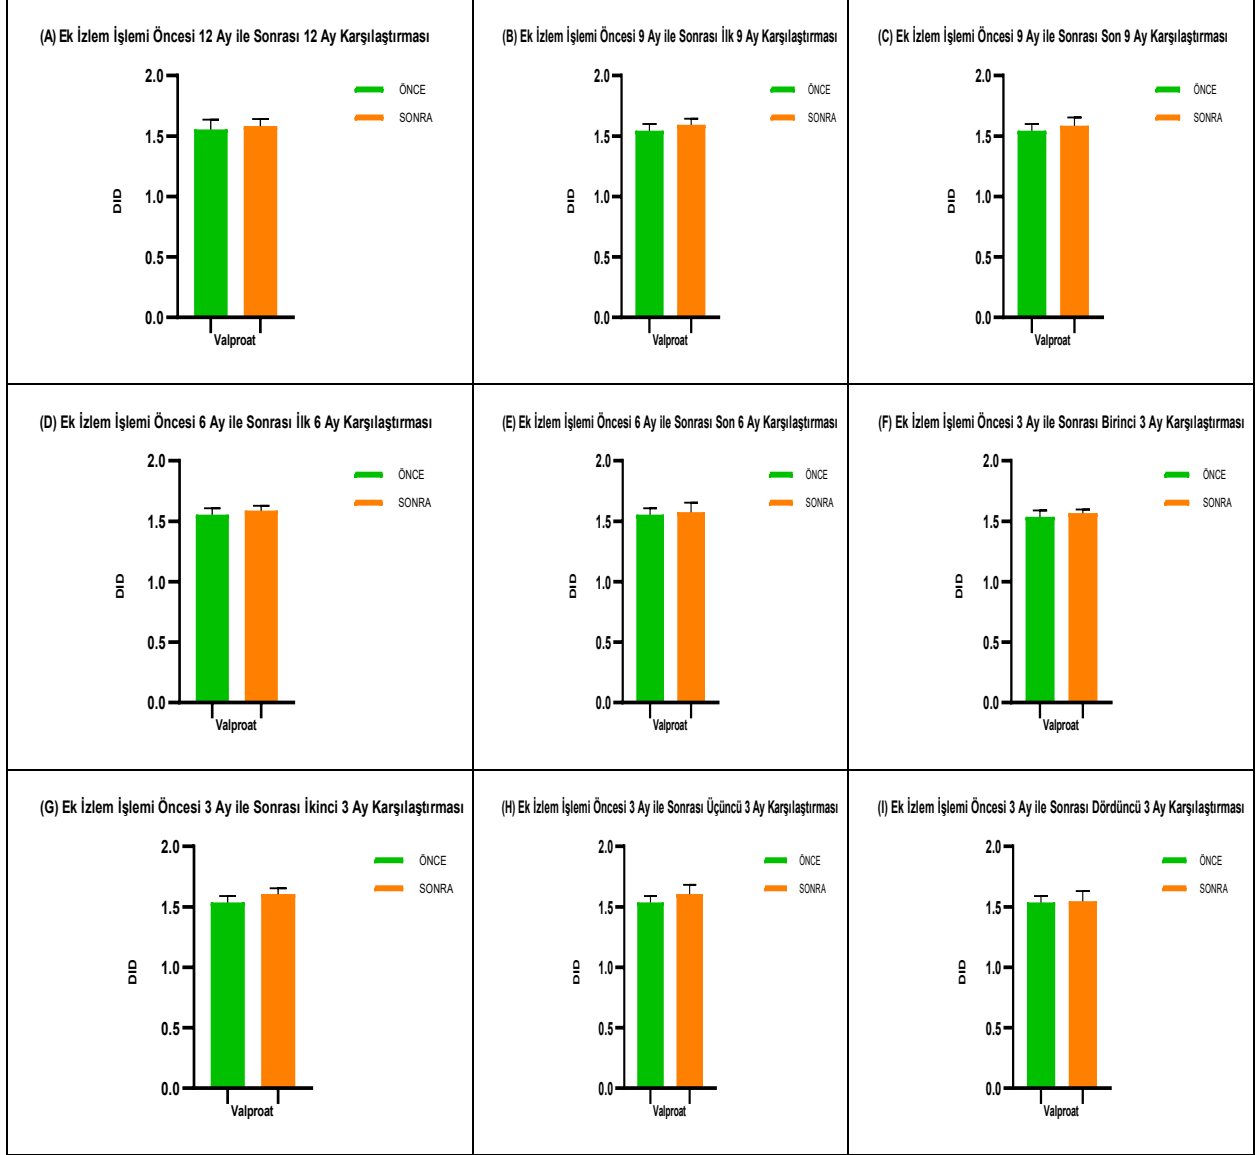 (A) Ek İzlem İşlemi Öncesi 12 Ay ile Sonrası 12 Ay Karşılaştırması
2.0
1.5
1.0
0.5
0.0
DID
Valproat
ÖNCE
SONRA
(B) Ek İzlem İşlemi Öncesi 9 Ay ile Sonrası İlk 9 Ay Karşılaştırması
2.0
1.5
1.0
0.5
0.0
DID
Valproat
ÖNCE
SONRA
(C) Ek İzlem İşlemi Öncesi 9 Ay ile Sonrası Son 9 Ay Karşılaştırması
2.0
1.5
1.0
0.5
0.0
DID
Valproat
ÖNCE
SONRA
(D) Ek İzlem İşlemi Öncesi 6 Ay ile Sonrası İlk 6 Ay Karşılaştırması
2.0
1.5
1.0
0.5
0.0
DID
Valproat
ÖNCE
SONRA
(E) Ek İzlem İşlemi Öncesi 6 Ay ile Sonrası Son 6 Ay Karşılaştırması
2.0
1.5
1.0
0.5
0.0
DID
Valproat
ÖNCE
SONRA
(F) Ek İzlem İşlemi Öncesi 3 Ay ile Sonrası Birinci 3 Ay Karşılaştırması
2.0
1.5
1.0
0.5
0.0
DID
Valproat
ÖNCE
SONRA
(G) Ek İzlem İşlemi Öncesi 3 Ay ile Sonrası İkinci 3 Ay Karşılaştırması
2.0
1.5
1.0
0.5
0.0
DID
Valproat
ÖNCE
SONRA
(H) Ek İzlem İşlemi Öncesi 3 Ay ile Sonrası Üçüncü 3 Ay Karşılaştırması
2.0
1.5
1.0
0.5
0.0
DID
Valproat
ÖNCE
SONRA
(I) Ek İzlem İşlemi Öncesi 3 Ay ile Sonrası Dördüncü 3 Ay Karşılaştırması
2.0
1.5
1.0
0.5
0.0
DID
Valproat
ÖNCE
SONRA